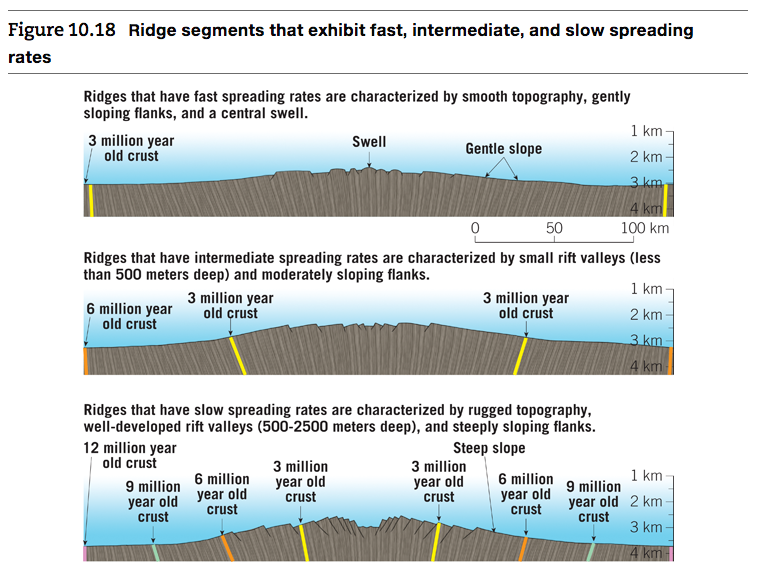 Figure 10.18 Ridge segments that exhibit fast, intermediate, and slow spreading
rates
Ridges that have fast spreading rates are characterized by smooth topography, gently
sloping flanks, and a central swell.
3 million year
old crust
Swell
Gentle slope
1 km
2 km
3 km
4 km
0 50 100 km
Ridges that have intermediate spreading rates are characterized by small rift valleys (less
than 500 meters deep) and moderately sloping flanks.
6 million year
old crust
3 million year
old crust
3 million year
old crust
1 km
2 km
3 km
4 km
Ridges that have slow spreading rates are characterized by rugged topography,
well-developed rift valleys (500-2500 meters deep), and steeply sloping flanks.
12 million year
old crust
9 million
year old
crust
6 million
year old
crust
3 million
year old
crust
3 million
year old
crust
Steep slope
6 million
year old
crust
9 million
year old
crust
1 km
2 km
3 km
4 km